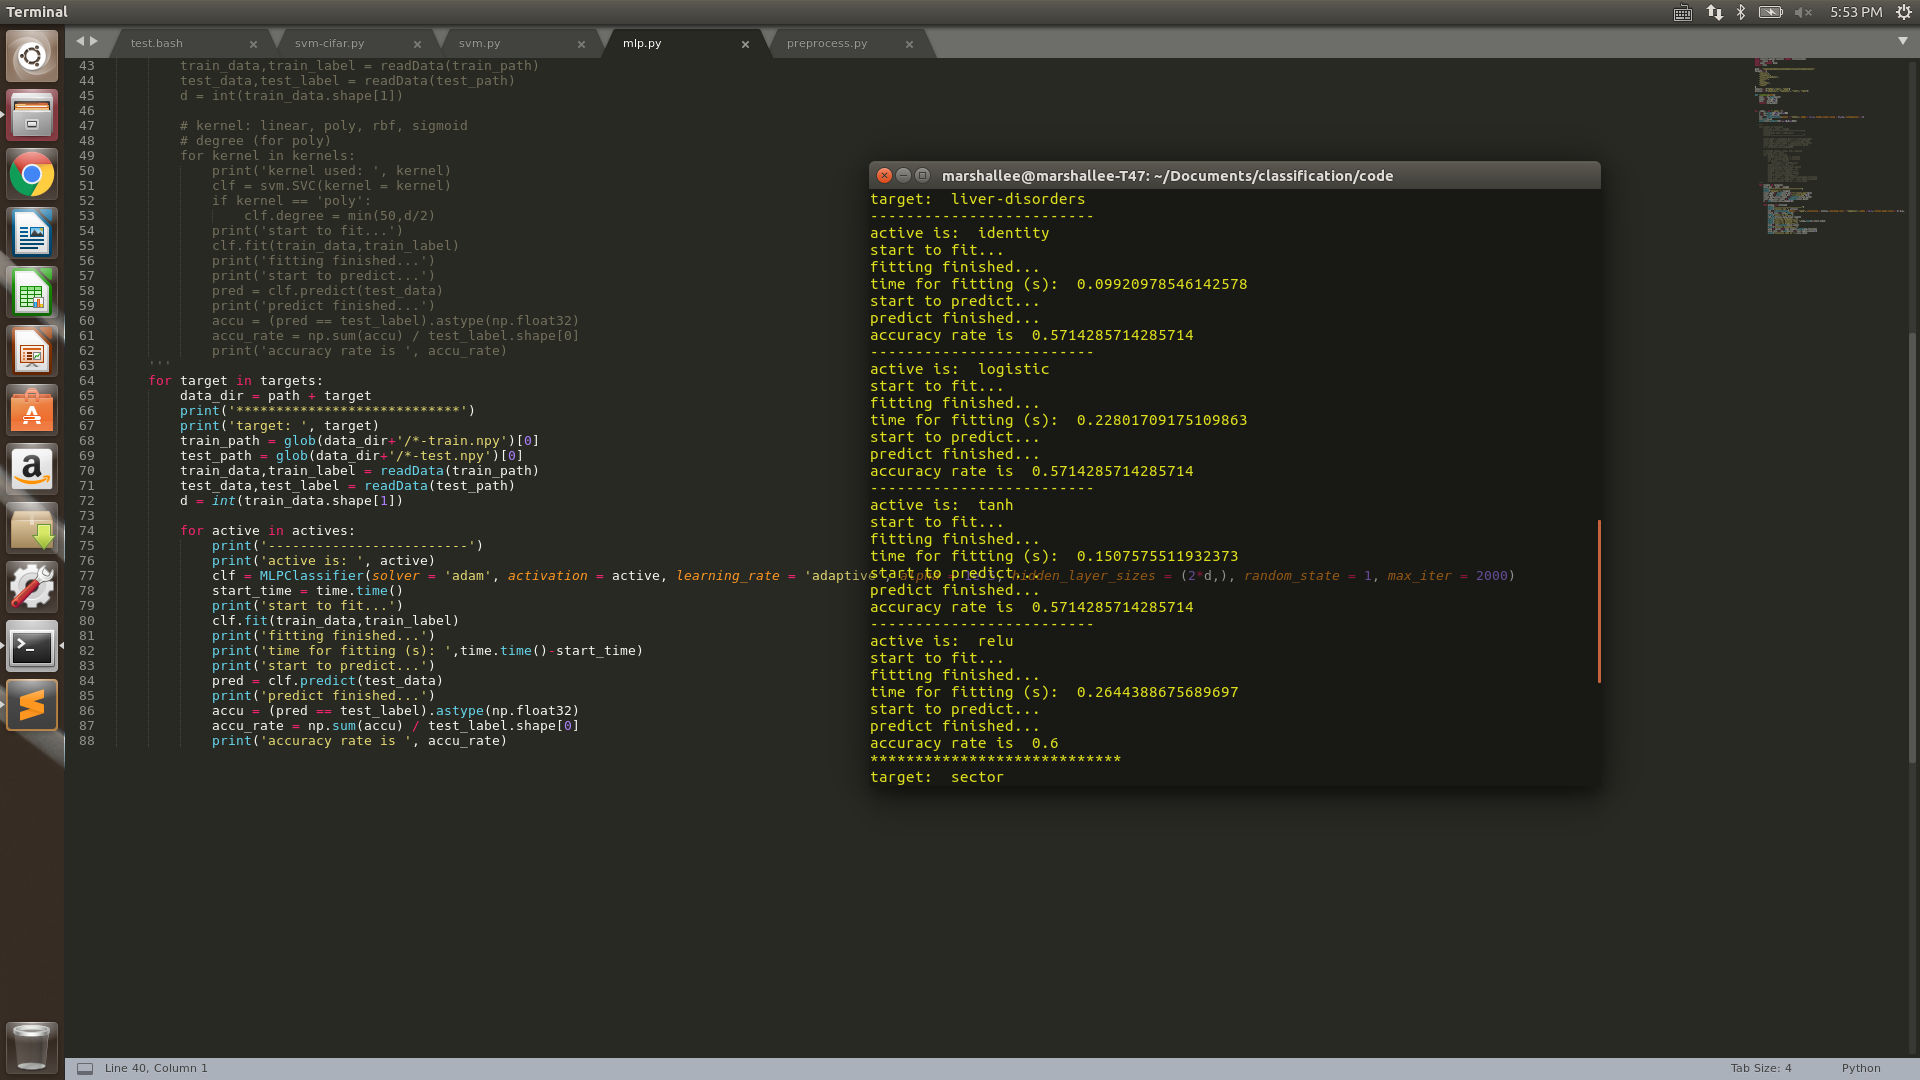 Terminal
5:53 PM
test.bash
svm-cifar.py
svm.py
mlp.py
preprocess.py
43 train_data,train_label = readData(train_path)
44 test_data,test_label = readData(test_path)
45 d = int(train_data.shape[1])
46
47 # kernel: linear, poly, rbf, sigmoid
48 # degree (for poly)
49 for kernel in kernels:
50 print('kernel used: ', kernel)
51 clf = svm.SVC(kernel = kernel)
52 if kernel == 'poly':
53 clf.degree = min(50,d/2)
54 print('start to fit...')
55 clf.fit(train_data,train_label)
56 print('fitting finished...')
57 print('start to predict...')
58 pred = clf.predict(test_data)
59 print('predict finished...')
60 accu = (pred == test_label).astype(np.float32)
61 accu_rate = np.sum(accu) / test_label.shape[0]
62 print('accuracy rate is ', accu_rate)
63 '''
64 for target in targets:
65 data_dir = path + target
66 print('****************************')
67 print('target: ', target)
68 train_path = glob(data_dir+'/*-train.npy')[0]
69 test_path = glob(data_dir+'/*-test.npy')[0]
70 train_data,train_label = readData(train_path)
71 test_data,test_label = readData(test_path)
72 d = int(train_data.shape[1])
73
74 for active in actives:
75 print('-------------------------')
76 print('active is: ', active)
77 clf = MLPClassifier(solver = 'adam', activation = active, learning_rate = 'adaptive', hidden_layer_sizes = (2*d,), random_state = 1, max_iter = 2000)
78 start_time = time.time()
79 print('start to fit...')
80 clf.fit(train_data,train_label)
81 print('fitting finished...')
82 print('time for fitting (s): ',time.time()-start_time)
83 print('start to predict...')
84 pred = clf.predict(test_data)
85 print('predict finished...')
86 accu = (pred == test_label).astype(np.float32)
87 accu_rate = np.sum(accu) / test_label.shape[0]
88 print('accuracy rate is ', accu_rate)
marshallee@marshallee-T47: ~/Documents/classification/code
target:  liver-disorders
-------------------------
active is:  identity
start to fit...
fitting finished...
time for fitting (s):  0.09920978546142578
start to predict...
predict finished...
accuracy rate is  0.5714285714285714
-------------------------
active is:  logistic
start to fit...
fitting finished...
time for fitting (s):  0.22801709175109863
start to predict...
predict finished...
accuracy rate is  0.5714285714285714
-------------------------
active is:  tanh
start to fit...
fitting finished...
time for fitting (s):  0.1507575511932373
start to predict...
predict finished...
accuracy rate is  0.5714285714285714
-------------------------
active is:  relu
start to fit...
fitting finished...
time for fitting (s):  0.2644388675689697
start to predict...
predict finished...
accuracy rate is  0.6
****************************
target:  sector
Line 40, Column 1
Tab Size: 4
Python